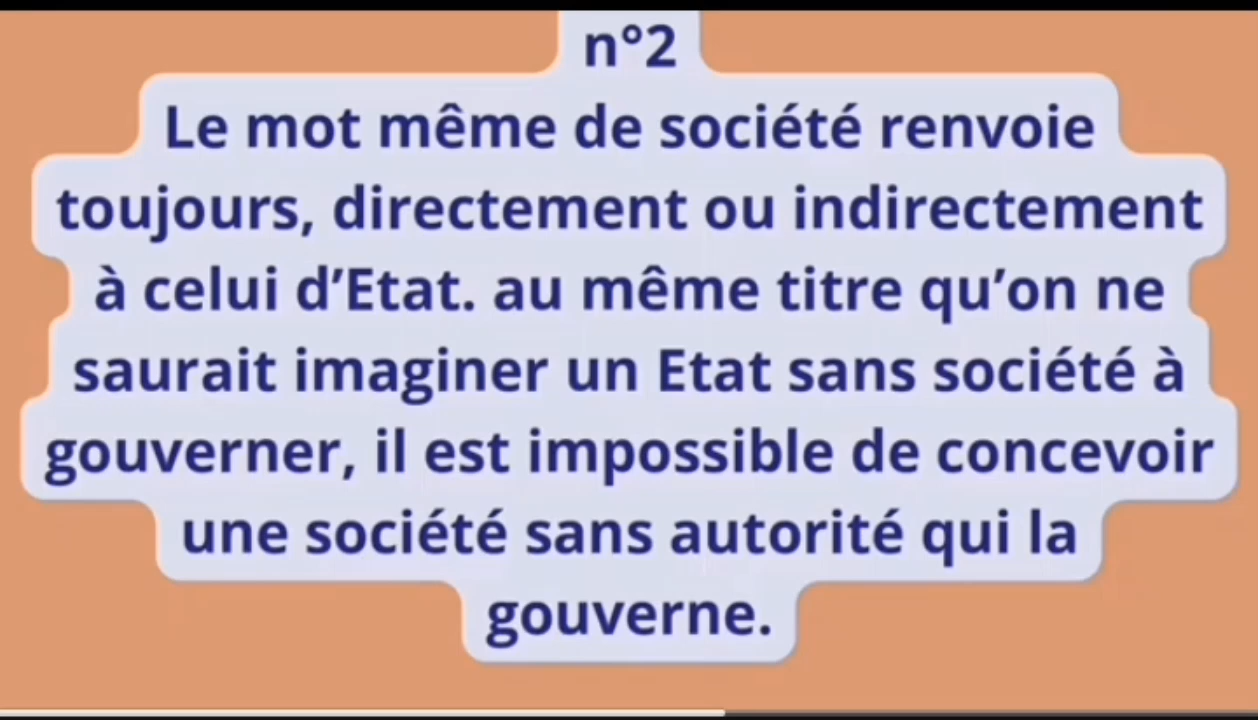 n°2
Le mot même de société renvoie
toujours, directement ou indirectement
à celui d’Etat. au même titre qu’on ne
saurait imaginer un Etat sans société à
gouverner, il est impossible de concevoir
une société sans autorité qui la
gouverne.